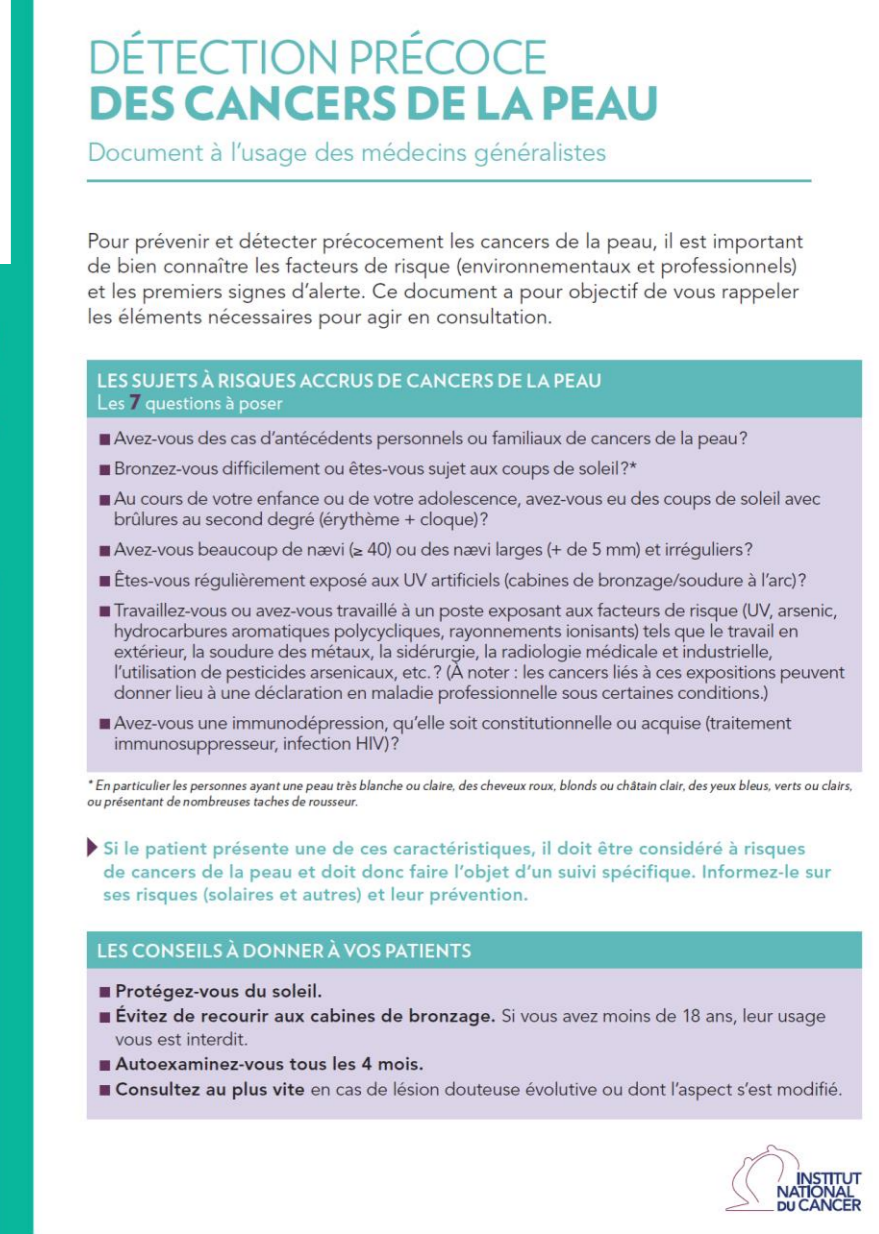 DÉTECTION PRÉCOCE
DES CANCERS DE LA PEAU
Document à l'usage des médecins généralistes
Pour prévenir et détecter précocement les cancers de la peau, il est important
de bien connaître les facteurs de risque (environnementaux et professionnels)
et les premiers signes d'alerte. Ce document a pour objectif de vous rappeler
les éléments nécessaires pour agir en consultation.
LES SUJETS À RISQUES ACCRUS DE CANCERS DE LA PEAU
Les 7 questions à poser
■ Avez-vous des cas d'antécédents personnels ou familiaux de cancers de la peau?
■ Bronzez-vous difficilement ou êtes-vous sujet aux coups de soleil?*
■ Au cours de votre enfance ou de votre adolescence, avez-vous eu des coups de soleil avec
brûlures au second degré (érythème + cloque)?
■ Avez-vous beaucoup de nævi (≥ 40) ou des nævi larges (+ de 5 mm) et irréguliers?
■ Êtes-vous régulièrement exposé aux UV artificiels (cabines de bronzage/soudure à l'arc)?
■ Travaillez-vous ou avez-vous travaillé à un poste exposant aux facteurs de risque (UV, arsenic,
hydrocarbures aromatiques polycycliques, rayonnements ionisants) tels que le travail en
extérieur, la soudure des métaux, la sidérurgie, la radiologie médicale et industrielle,
l'utilisation de pesticides arsenicaux, etc.? (À noter : les cancers liés à ces expositions peuvent
donner lieu à une déclaration en maladie professionnelle sous certaines conditions.)
■ Avez-vous une immunodépression, qu'elle soit constitutionnelle ou acquise (traitement
immunosuppresseur, infection HIV)?
* En particulier les personnes ayant une peau très blanche ou claire, des cheveux roux, blonds ou châtain clair, des yeux bleus, verts ou clairs,
ou présentant de nombreuses taches de rousseur.
Si le patient présente une de ces caractéristiques, il doit être considéré à risques
de cancers de la peau et doit donc faire l'objet d'un suivi spécifique. Informez-le sur
ses risques (solaires et autres) et leur prévention.
LES CONSEILS À DONNER À VOS PATIENTS
■ Protégez-vous du soleil.
■ Évitez de recourir aux cabines de bronzage. Si vous avez moins de 18 ans, leur usage
vous est interdit.
■ Autoexaminez-vous tous les 4 mois.
■ Consultez au plus vite en cas de lésion douteuse évolutive ou dont l'aspect s'est modifié.
INSTITUT
NATIONAL
DU CANCER